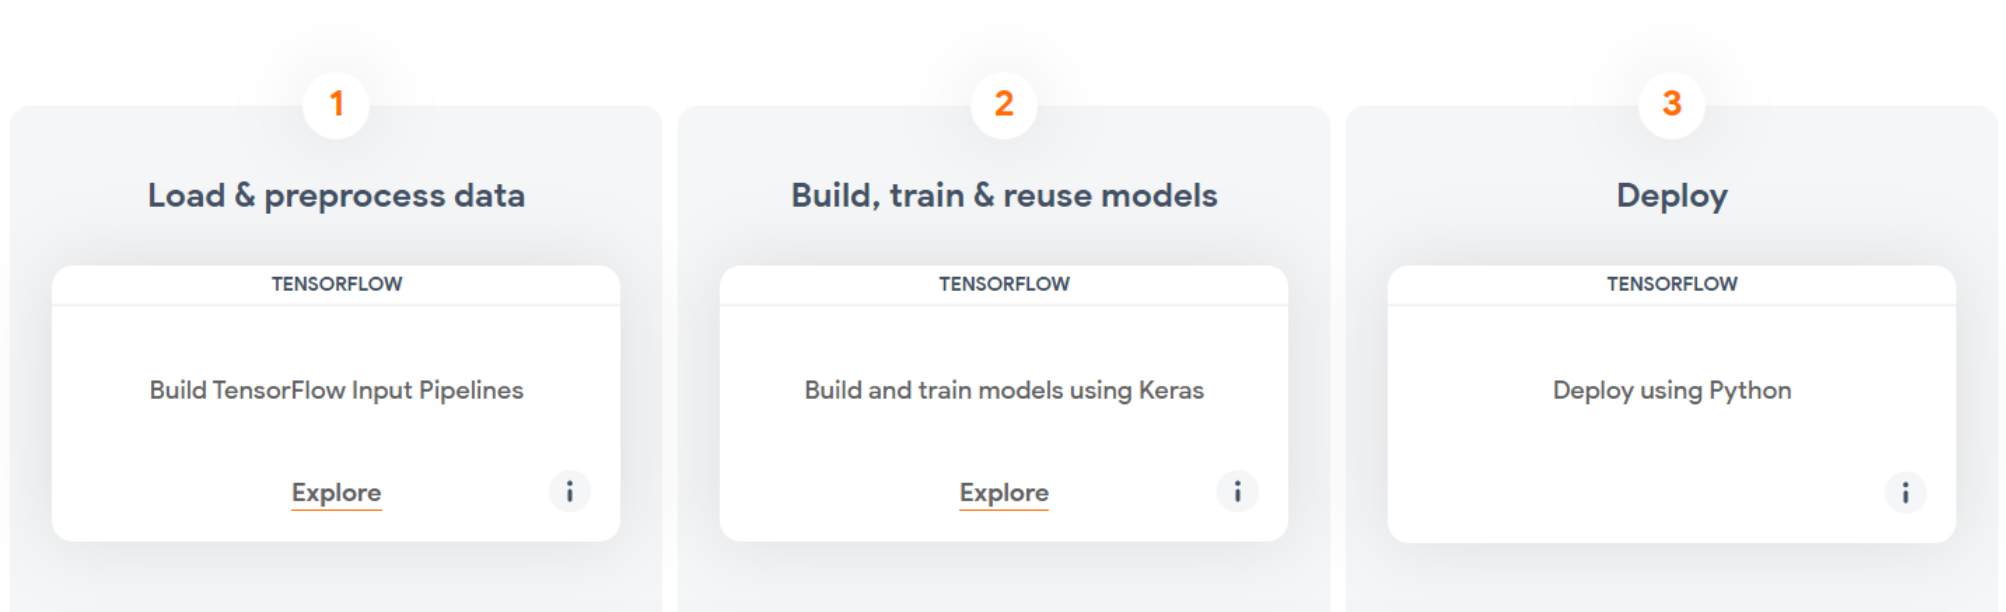 1
Load & preprocess data
TENSORFLOW
Build TensorFlow Input Pipelines
Explore
i
2
Build, train & reuse models
TENSORFLOW
Build and train models using Keras
Explore
i
3
Deploy
TENSORFLOW
Deploy using Python
i